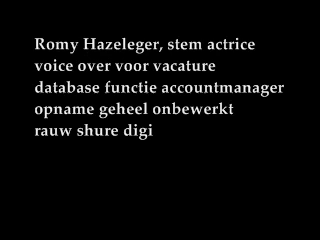 Romy Hazeleger, stem actrice
voice over voor vacature
database functie accountmanager
opname geheel onbewerkt
rauw shure digi